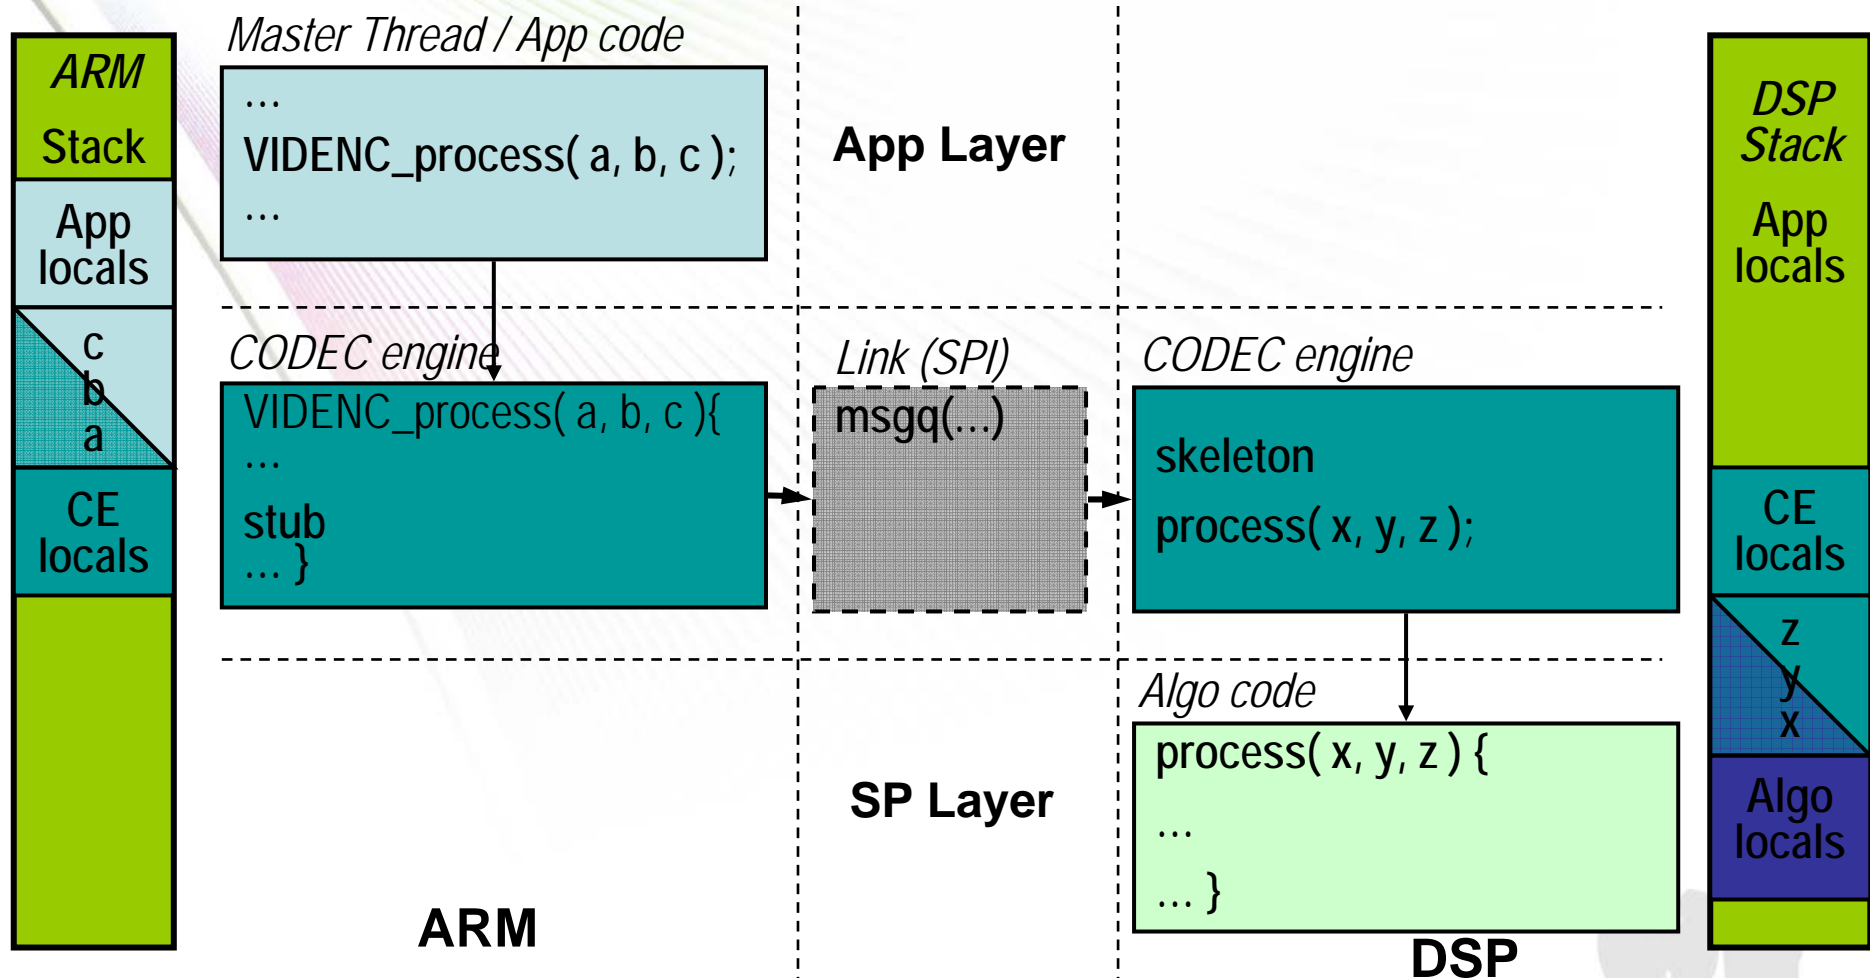 ARM
Stack
App
locals
c
b
a
CE
locals
Master Thread / App code
...
VIDENC_process( a, b, c );
...
App Layer
CODEC engine
VIDENC_process( a, b, c ){
...
stub
... }
Link (SPI)
msgq(...)
CODEC engine
skeleton
process( x, y, z );
Algo code
process( x, y, z ) {
...
... }
SP Layer
ARM
DSP
DSP
Stack
App
locals
CE
locals
z
y
x
Algo
locals